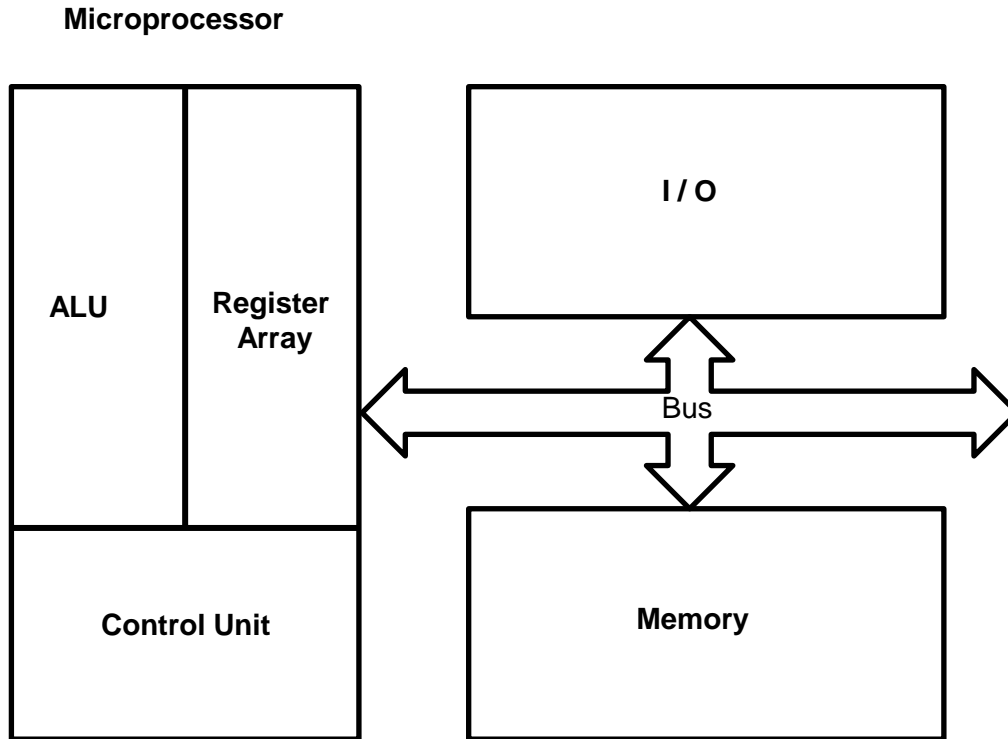 Microprocessor
I / O
ALU
Register
Array
Bus
Control Unit
Memory